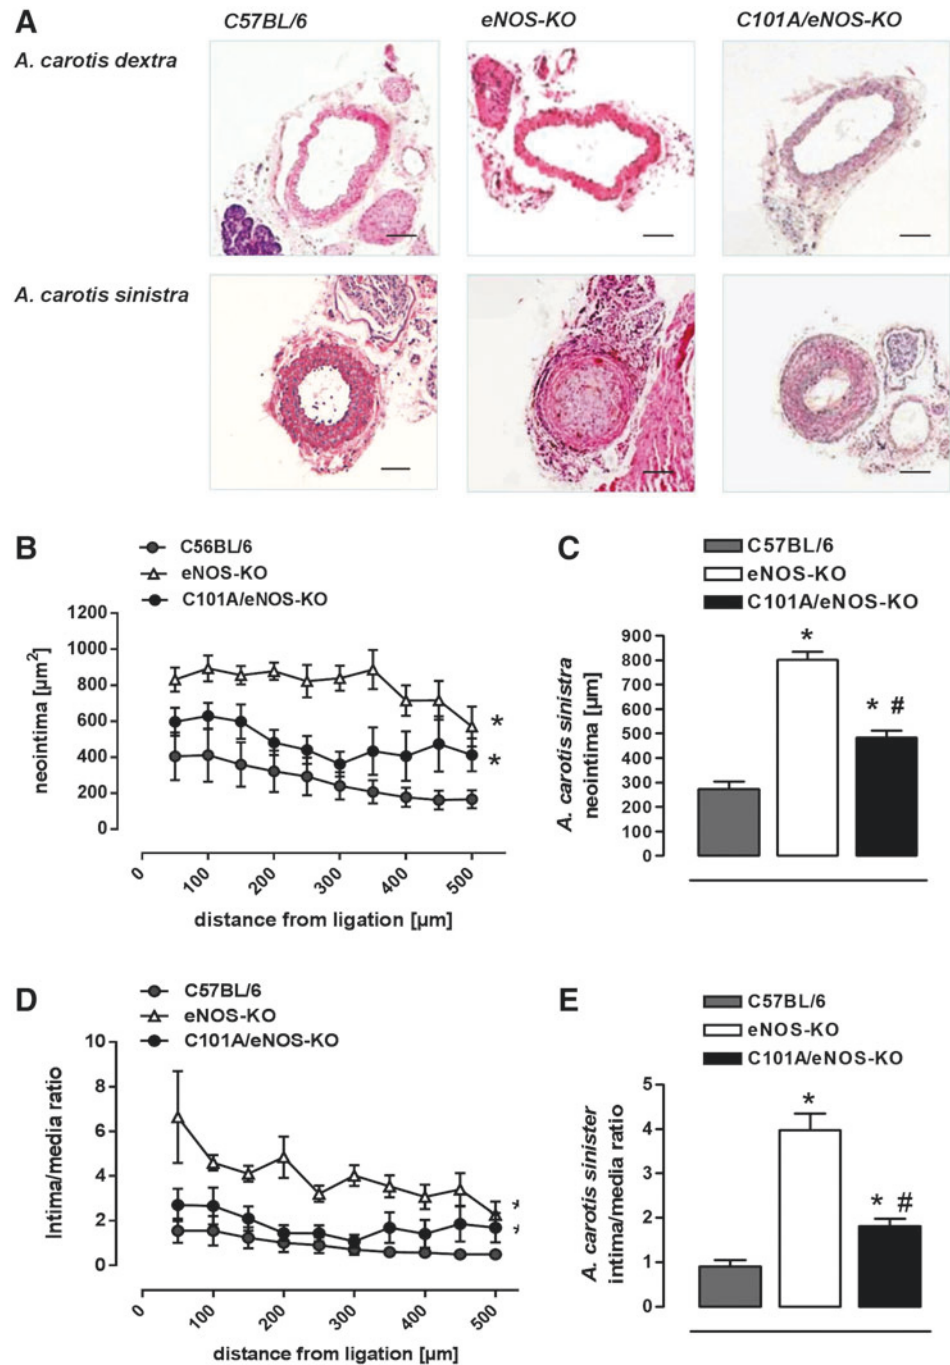 A
C57BL/6
eNOS-KO
C101A/eNOS-KO
A. carotis dextra
A. carotis sinistra
B
C56BL/6
eNOS-KO
C101A/eNOS-KO
1200
1000
800
600
400
200
0
neointima [µm²]
0
100
200
300
400
500
distance from ligation [µm]
*
*
C
C57BL/6
eNOS-KO
C101A/eNOS-KO
900
800
700
600
500
400
300
200
100
0
A. carotis sinistra
neointima [µm]
*
* #
D
C57BL/6
eNOS-KO
C101A/eNOS-KO
10
8
6
4
2
0
Intima/media ratio
0
100
200
300
400
500
distance from ligation [µm]
*
*
E
C57BL/6
eNOS-KO
C101A/eNOS-KO
5
4
3
2
1
0
A. carotis sinister
intima/media ratio
*
* #